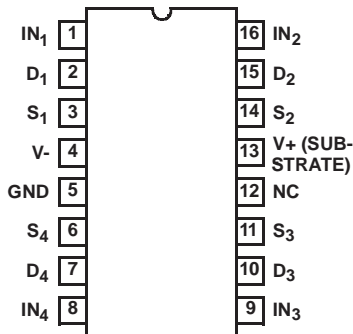 IN1 1 16 IN2
D1 2 15 D2
S1 3 14 S2
V- 4 13 V+ (SUB-
STRATE)
GND 5 12 NC
S4 6 11 S3
D4 7 10 D3
IN4 8 9 IN3